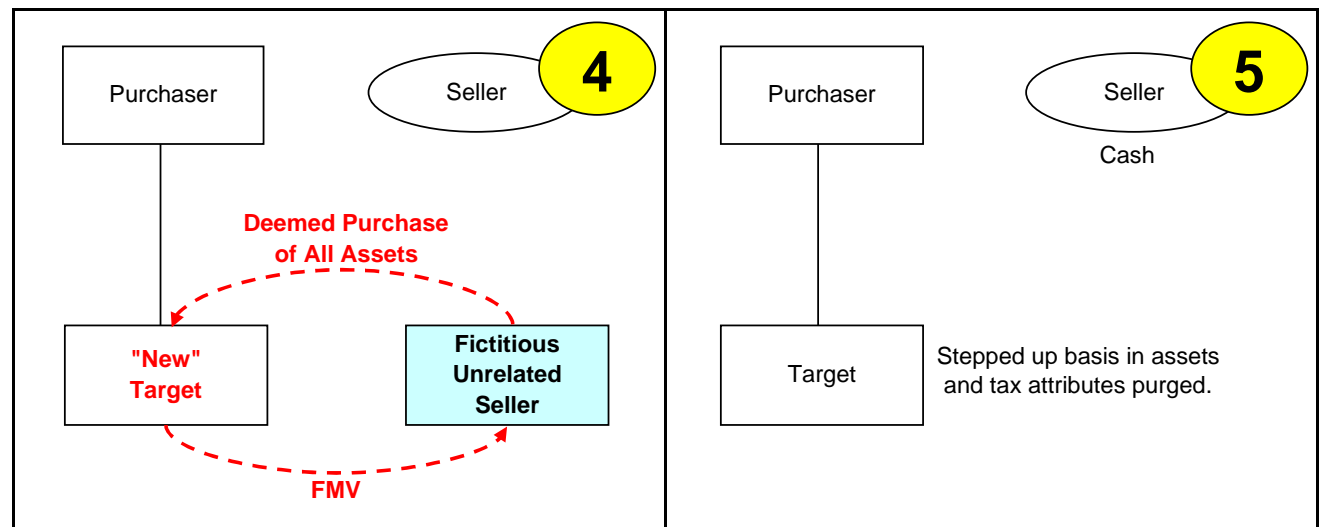 Purchaser
Seller
4
Deemed Purchase
of All Assets
"New"
Target
Fictitious
Unrelated
Seller
FMV
Purchaser
Seller
5
Cash
Target
Stepped up basis in assets
and tax attributes purged.